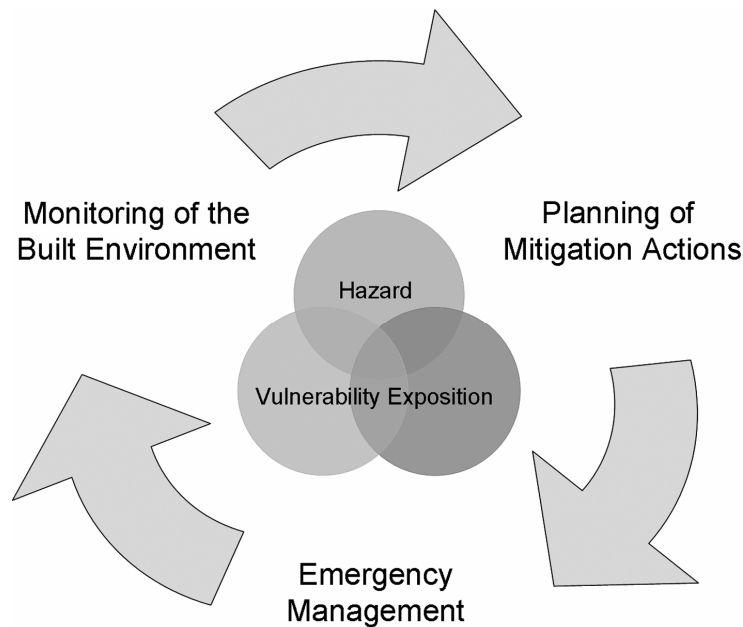 Monitoring of the
Built Environment
Planning of
Mitigation Actions
Hazard
Vulnerability Exposition
Emergency
Management